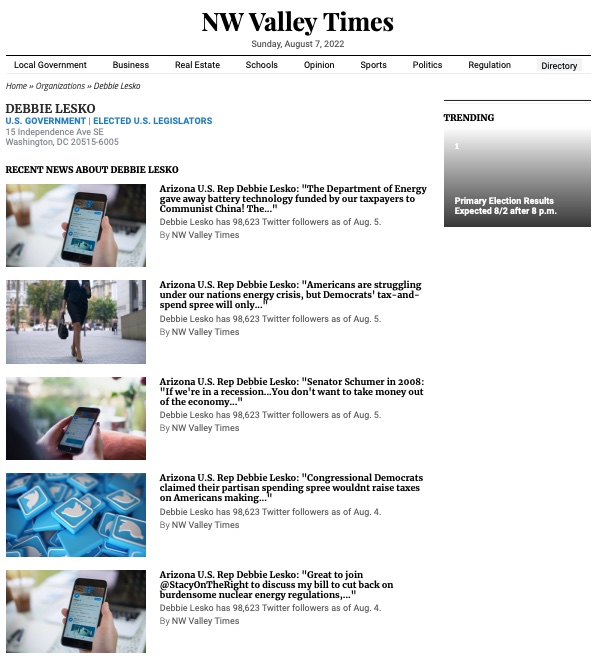 NW Valley Times
Sunday, August 7, 2022
Local Government Business Real Estate Schools Opinion Sports Politics Regulation Directory
Home » Organizations » Debbie Lesko
DEBBIE LESKO
U.S. GOVERNMENT | ELECTED U.S. LEGISLATORS
15 Independence Ave SE
Washington, DC 20515-6005
RECENT NEWS ABOUT DEBBIE LESKO
Arizona U.S. Rep Debbie Lesko: "The Department of Energy
gave away battery technology funded by our taxpayers to
Communist China! The..."
Debbie Lesko has 98,623 Twitter followers as of Aug. 5.
By NW Valley Times
Arizona U.S. Rep Debbie Lesko: "Americans are struggling
under our nations energy crisis, but Democrats' tax-and-
spend spree will only..."
Debbie Lesko has 98,623 Twitter followers as of Aug. 5.
By NW Valley Times
Arizona U.S. Rep Debbie Lesko: "Senator Schumer in 2008:
"If we're in a recession...You don't want to take money out
of the economy..."
Debbie Lesko has 98,623 Twitter followers as of Aug. 5.
By NW Valley Times
Arizona U.S. Rep Debbie Lesko: "Congressional Democrats
claimed their partisan spending spree wouldnt raise taxes
on Americans making..."
Debbie Lesko has 98,623 Twitter followers as of Aug. 4.
By NW Valley Times
Arizona U.S. Rep Debbie Lesko: "Great to join
@StacyOnTheRight to discuss my bill to cut back on
burdensome nuclear energy regulations,..."
Debbie Lesko has 98,623 Twitter followers as of Aug. 4.
By NW Valley Times
TRENDING
1
Primary Election Results
Expected 8/2 after 8 p.m.